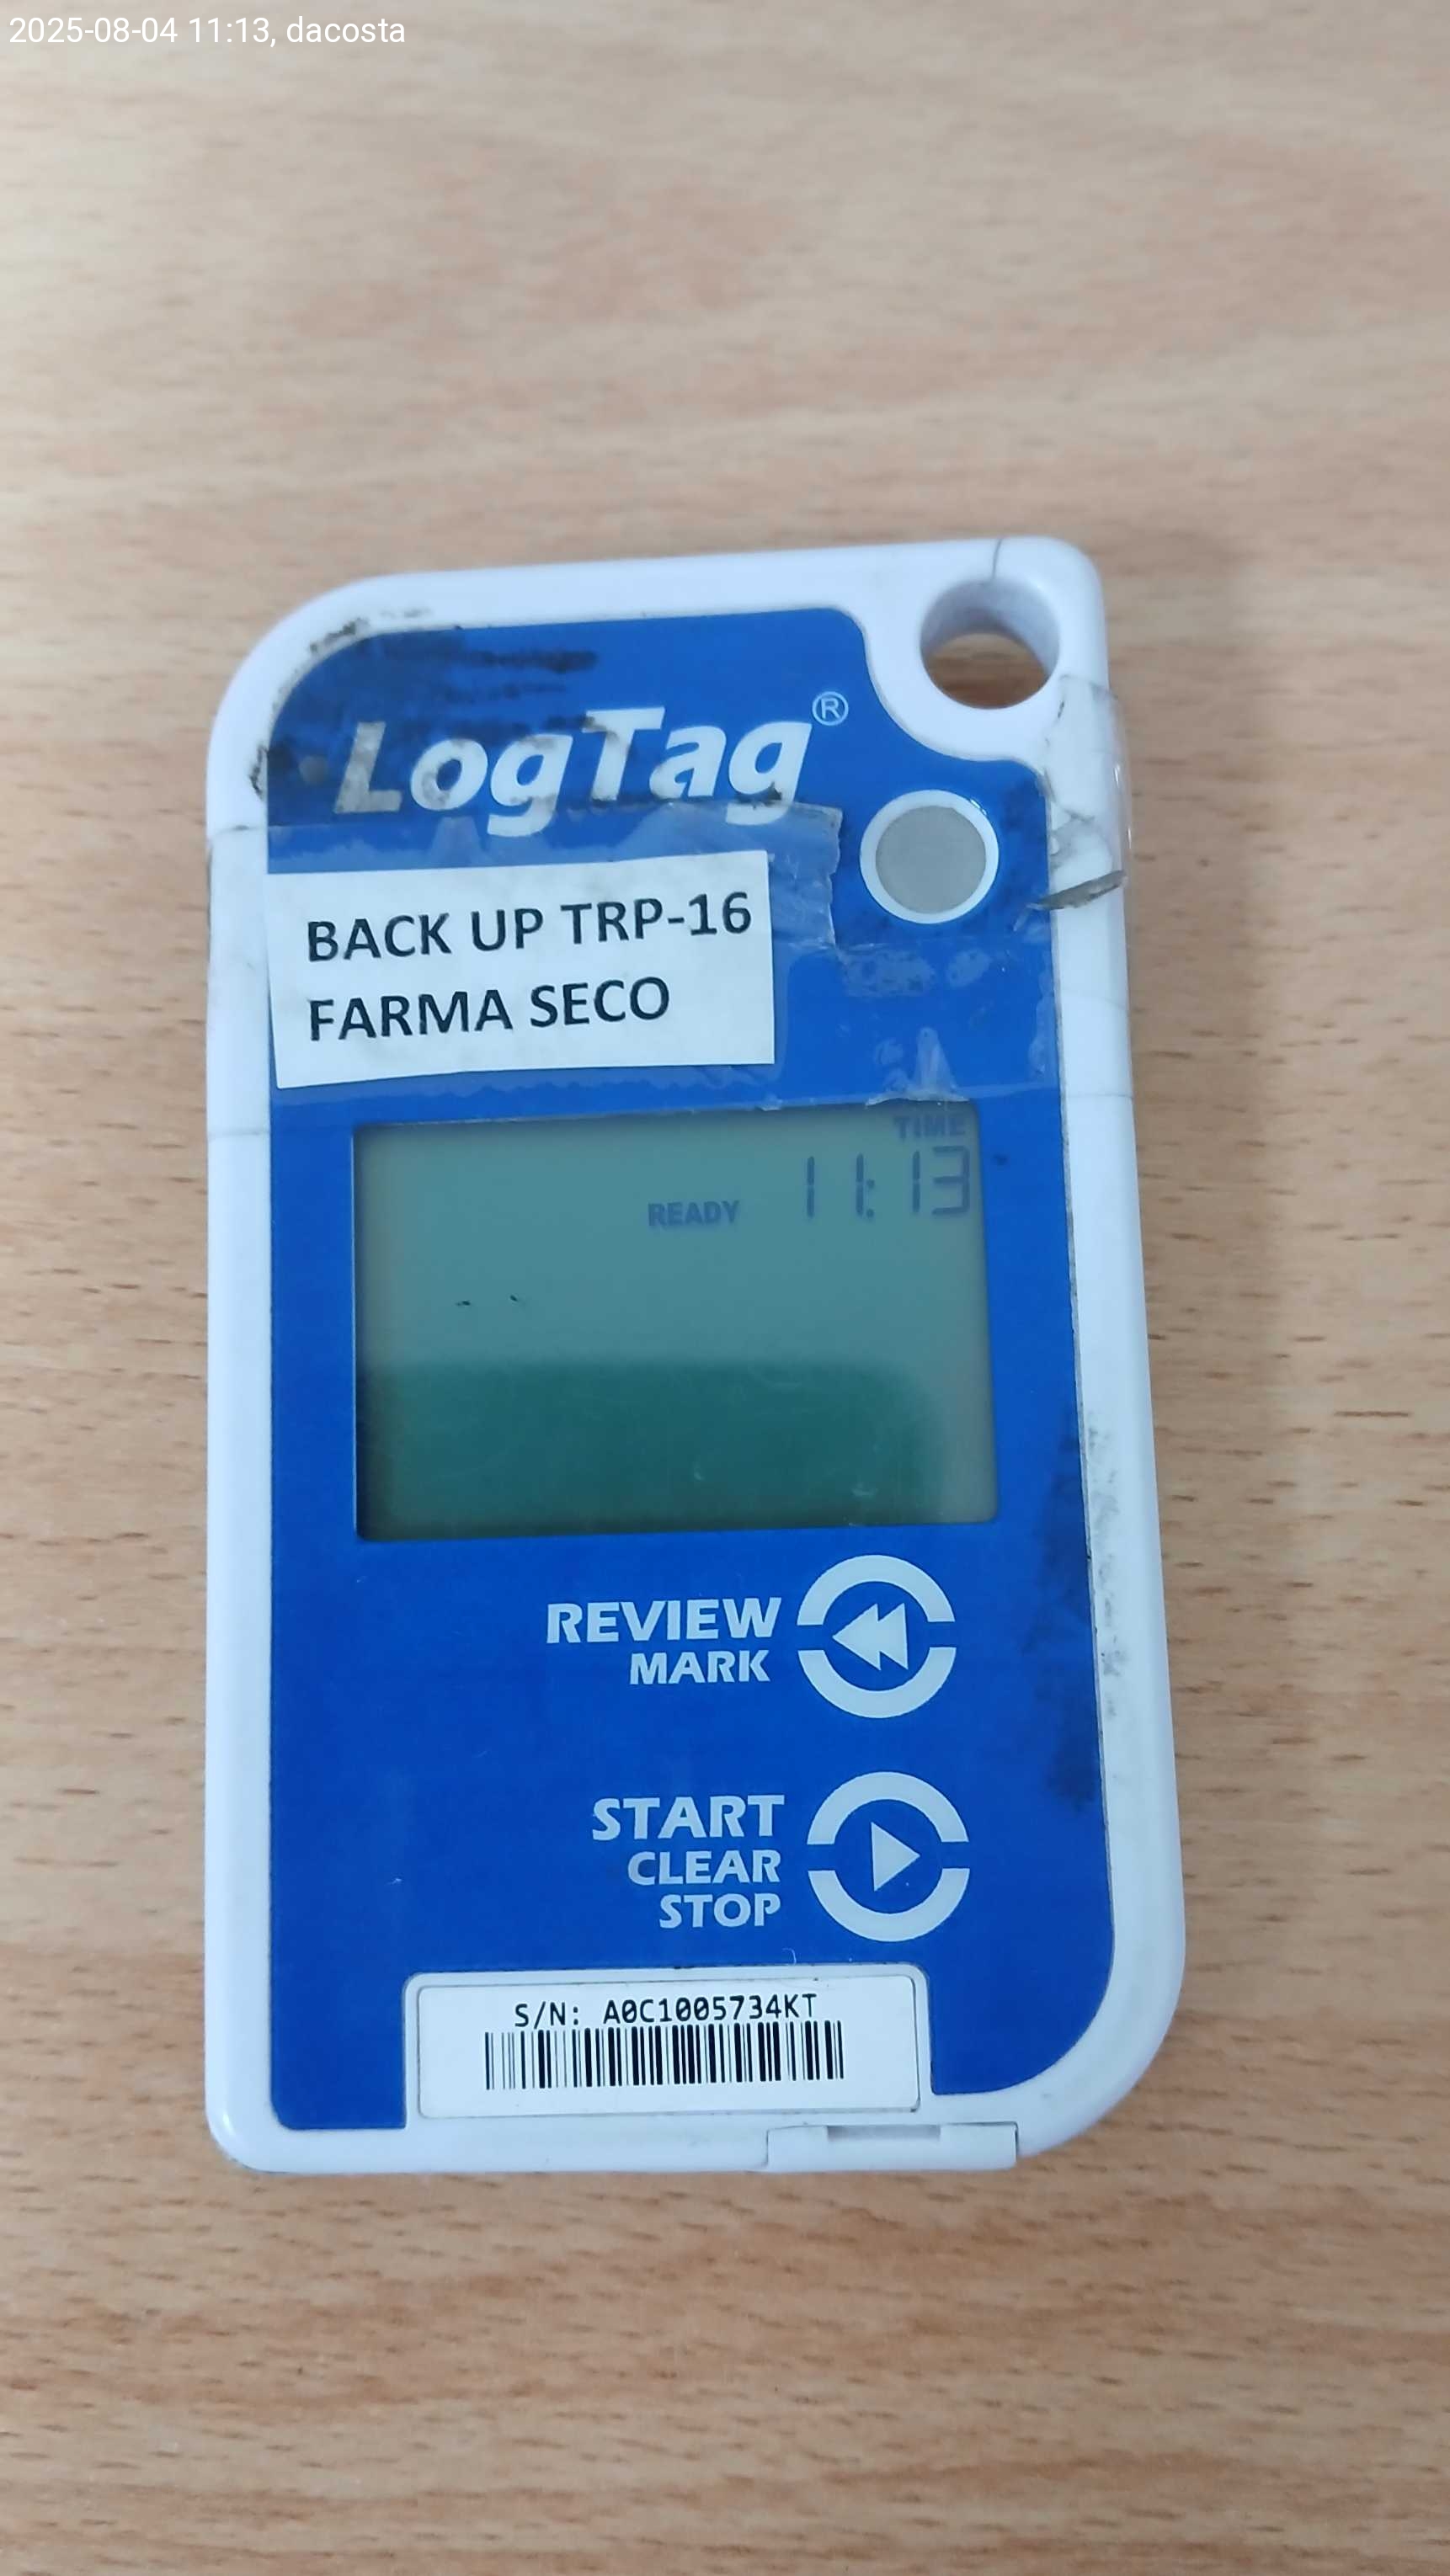 2025-08-04 11:13, dacosta
LogTag®
BACK UP TRP-16
FARMA SECO
TIME
READY 11:13
REVIEW
MARK
START
CLEAR
STOP
S/N: A0C1005734KT